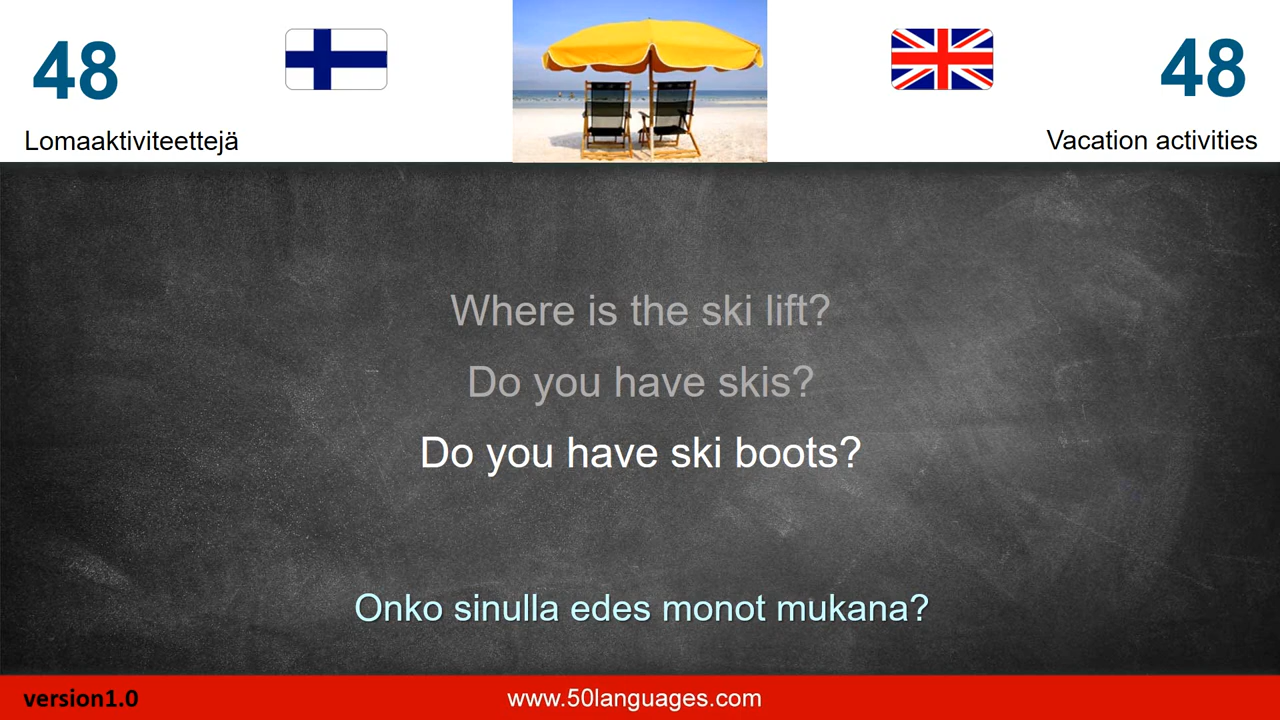 48
48
Lomaaktiviteettejä
Vacation activities
Where is the ski lift?
Do you have skis?
Do you have ski boots?
Onko sinulla edes monot mukana?
version1.0
www.50languages.com